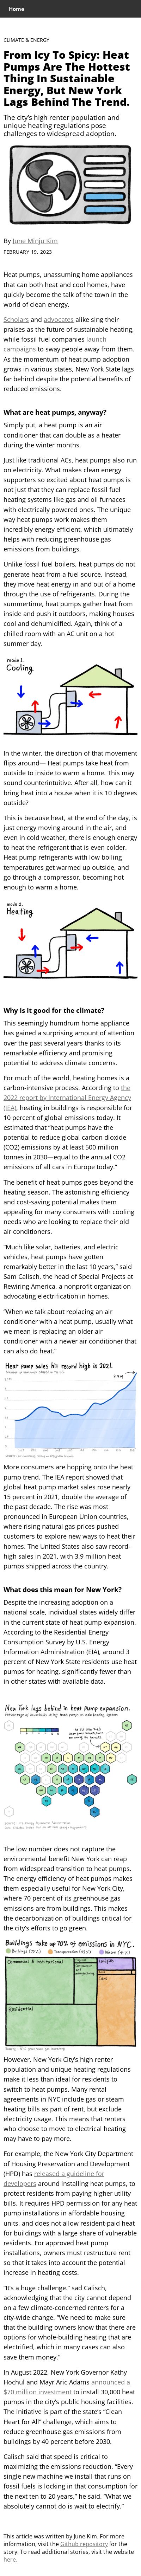 Home
CLIMATE & ENERGY
From Icy To Spicy: Heat
Pumps Are The Hottest
Thing In Sustainable
Energy, But New York
Lags Behind The Trend.
The city's high renter population and
unique heating regulations pose
challenges to widespread adoption.
By June Minju Kim
FEBRUARY 19, 2023
Heat pumps, unassuming home appliances
that can both heat and cool homes, have
quickly become the talk of the town in the
world of clean energy.
Scholars and advocates alike sing their
praises as the future of sustainable heating,
while fossil fuel companies launch
campaigns to sway people away from them.
As the momentum of heat pump adoption
grows in various states, New York State lags
far behind despite the potential benefits of
reduced emissions.
What are heat pumps, anyway?
Simply put, a heat pump is an air
conditioner that can double as a heater
during the winter months.
Just like traditional ACs, heat pumps also run
on electricity. What makes clean energy
supporters so excited about heat pumps is
not just that they can replace fossil fuel
heating systems like gas and oil furnaces
with electrically powered ones. The unique
way heat pumps work makes them
incredibly energy efficient, which ultimately
helps with reducing greenhouse gas
emissions from buildings.
Unlike fossil fuel boilers, heat pumps do not
generate heat from a fuel source. Instead,
they move heat energy in and out of a home
through the use of refrigerants. During the
summertime, heat pumps gather heat from
inside and push it outdoors, making houses
cool and dehumidified. Again, think of a
chilled room with an AC unit on a hot
summer day.
mode 1.
Cooling
In the winter, the direction of that movement
flips around— Heat pumps take heat from
outside to inside to warm a home. This may
sound counterintuitive. After all, how can it
bring heat into a house when it is 10 degrees
outside?
This is because heat, at the end of the day, is
just energy moving around in the air, and
even in cold weather, there is enough energy
to heat the refrigerant that is even colder.
Heat pump refrigerants with low boiling
temperatures get warmed up outside, and
go through a compressor, becoming hot
enough to warm a home.
mode 2.
Heating
Why is it good for the climate?
This seemingly humdrum home appliance
has gained a surprising amount of attention
over the past several years thanks to its
remarkable efficiency and promising
potential to address climate concerns.
For much of the world, heating homes is a
carbon-intensive process. According to the
2022 report by International Energy Agency
(IEA), heating in buildings is responsible for
10 percent of global emissions today. It
estimated that "heat pumps have the
potential to reduce global carbon dioxide
(CO2) emissions by at least 500 million
tonnes in 2030—equal to the annual CO2
emissions of all cars in Europe today."
The benefit of heat pumps goes beyond the
heating season. The astonishing efficiency
and cost-saving potential makes them
appealing for many consumers with cooling
needs who are looking to replace their old
air conditioners.
"Much like solar, batteries, and electric
vehicles, heat pumps have gotten
remarkably better in the last 10 years," said
Sam Calisch, the head of Special Projects at
Rewiring America, a nonprofit organization
advocating electrification in homes.
"When we talk about replacing an air
conditioner with a heat pump, usually what
we mean is replacing an older air
conditioner with a newer air conditioner that
can also do heat."
Heat pump sales hit record high in 2021.
3.9M
More consumers are hopping onto the heat
pump trend. The IEA report showed that
global heat pump market sales rose nearly
15 percent in 2021, double the average of
the past decade. The rise was most
pronounced in European Union countries,
where rising natural gas prices pushed
customers to explore new ways to heat their
homes. The United States also saw record-
high sales in 2021, with 3.9 million heat
pumps shipped across the country.
What does this mean for New York?
Despite the increasing adoption on a
national scale, individual states widely differ
in the current state of heat pump expansion.
According to the Residential Energy
Consumption Survey by U.S. Energy
Information Administration (EIA), around 3
percent of New York State residents use heat
pumps for heating, significantly fewer than
in other states with available data.
New York lags behind in heat pump expansion.
The low number does not capture the
environmental benefit New York can reap
from widespread transition to heat pumps.
The energy efficiency of heat pumps makes
them especially useful for New York City,
where 70 percent of its greenhouse gas
emissions are from buildings. This makes
the decarbonization of buildings critical for
the city's efforts to go green.
Buildings take up 70% of emissions in NYC.
Commercial & Institutional
Residential
However, New York City's high renter
population and unique heating regulations
make it less than ideal for residents to
switch to heat pumps. Many rental
agreements in NYC include gas or steam
heating bills as part of rent, but exclude
electricity usage. This means that renters
who choose to move to electrical heating
may have to pay more.
For example, the New York City Department
of Housing Preservation and Development
(HPD) has released a guideline for
developers around installing heat pumps, to
protect residents from paying higher utility
bills. It requires HPD permission for any heat
pump installations in affordable housing
units, and does not allow resident paid heat
for buildings with a large share of vulnerable
residents. For approved heat pump
installations, owners must restructure rent
so that it takes into account the potential
increase in heating costs.
"It's a huge challenge." sad Calisch,
acknowledging that the city cannot depend
on a few climate-concerned renters for a
city-wide change. "We need to make sure
that the building owners know that there are
options for whole-building heating that are
electrified, which in many cases can also
save them money."
In August 2022, New York Governor Kathy
Hochul and Mayr Aric Adams announced a
$70 million investment to install 30,000 heat
pumps in the city's public housing facilities.
The initiative is part of the state's "Clean
Heat for All" challenge, which aims to
reduce greenhouse gas emissions from
buildings by 40 percent before 2030.
Calisch said that speed is critical to
maximizing the emissions reduction. "Every
single new machine we install that runs on
fossil fuels is locking in that consumption for
the next ten to 20 years," he said. "What we
absolutely cannot do is wait to electrify."
This article was written by June Kim. For more
information, visit the Github repository for the
story. To read additional stories, visit the website
here.